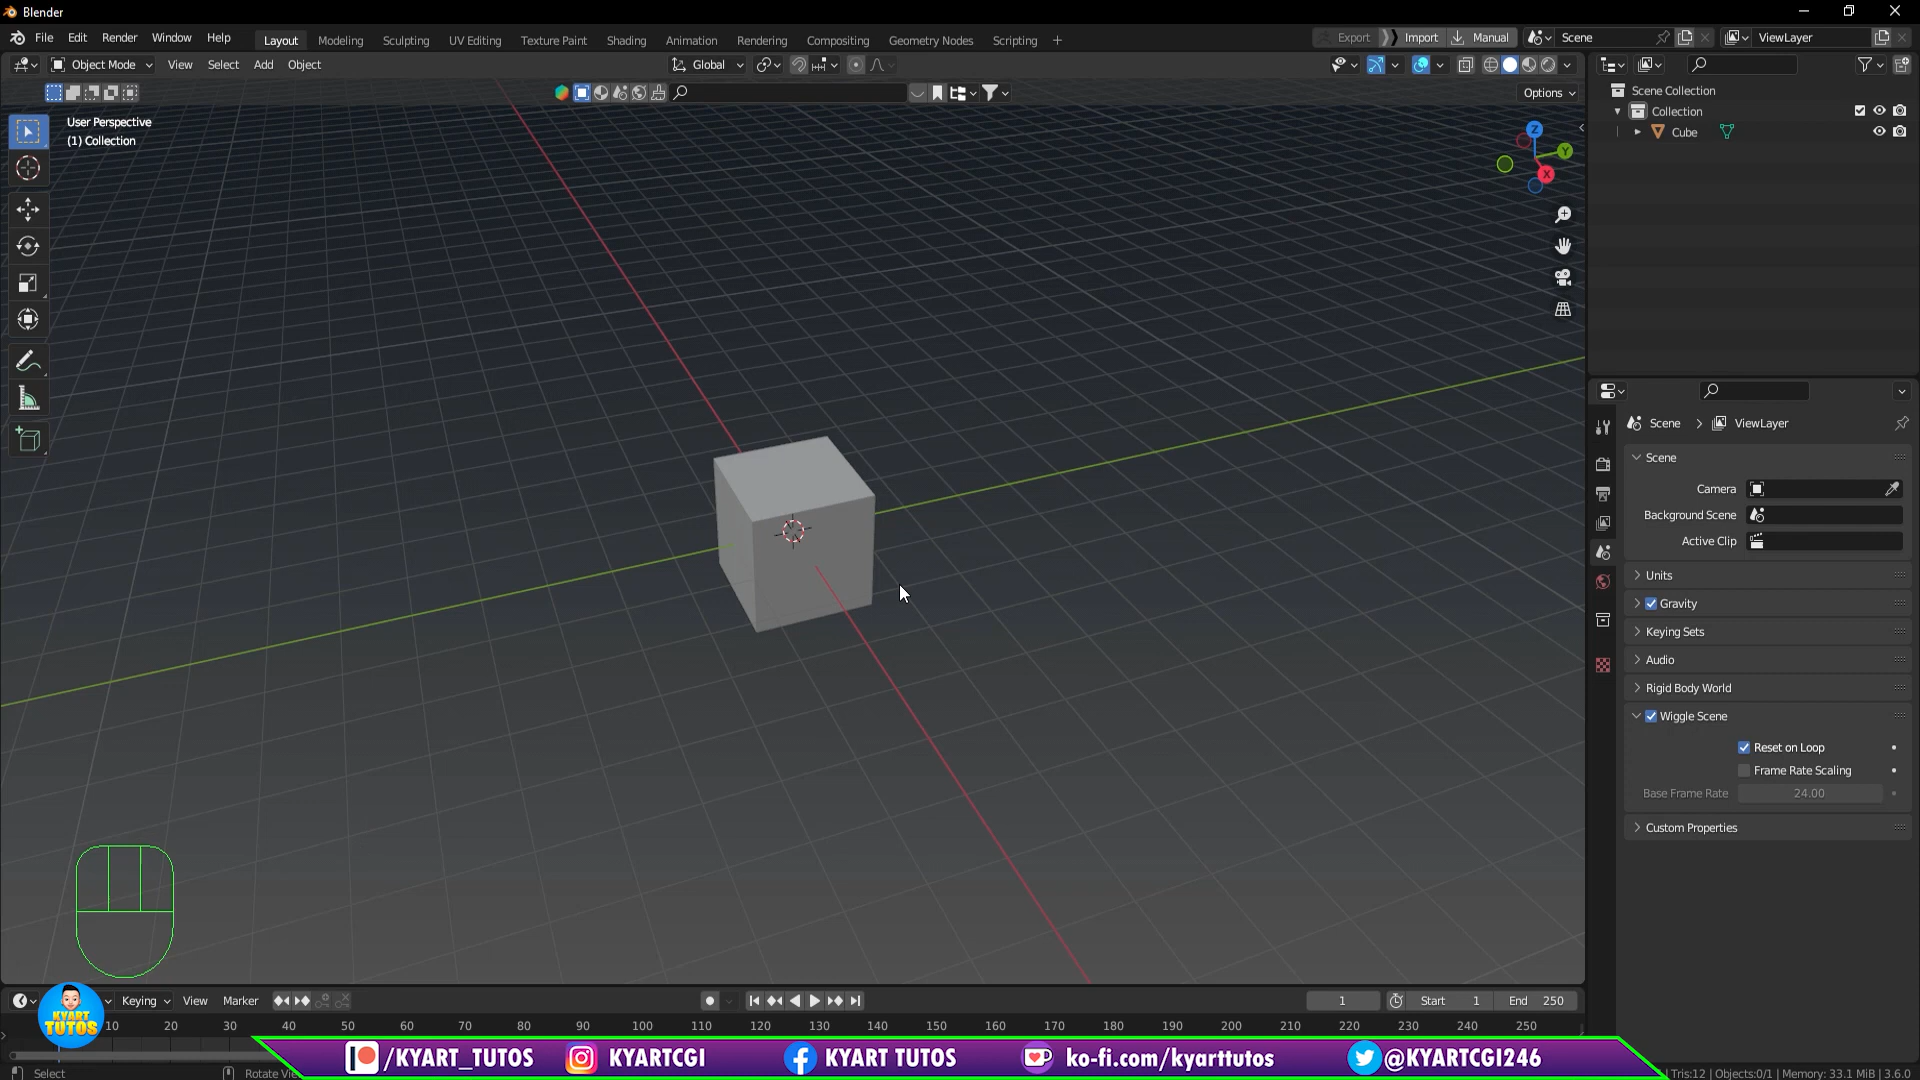 Blender
File Edit Render Window Help Layout Modeling Sculpting UV Editing Texture Paint Shading Animation Rendering Compositing Geometry Nodes Scripting + Export Import Manual Scene ViewLayer
Object Mode View Select Add Object Global
Options
User Perspective
(1) Collection
Z
Y
X
Scene Collection
Collection
Cube
Scene > ViewLayer
Scene
Camera
Background Scene
Active Clip
Units
Gravity
Keying Sets
Audio
Rigid Body World
Wiggle Scene
Reset on Loop
Frame Rate Scaling
Base Frame Rate 24.00
Custom Properties
Keying View Marker 1 Start 1 End 250
10 20 30 40 50 60 70 80 90 100 110 120 130 140 150 160 170 180 190 200 210 220 230 240 250
KYART
TUTOS
/KYART_TUTOS KYARTCGI KYART TUTOS ko-fi.com/kyarttutos @KYARTCGI246
Select Rotate Vie Tris:12 | Objects:0/1 | Memory: 33.1 MiB | 3.6.0